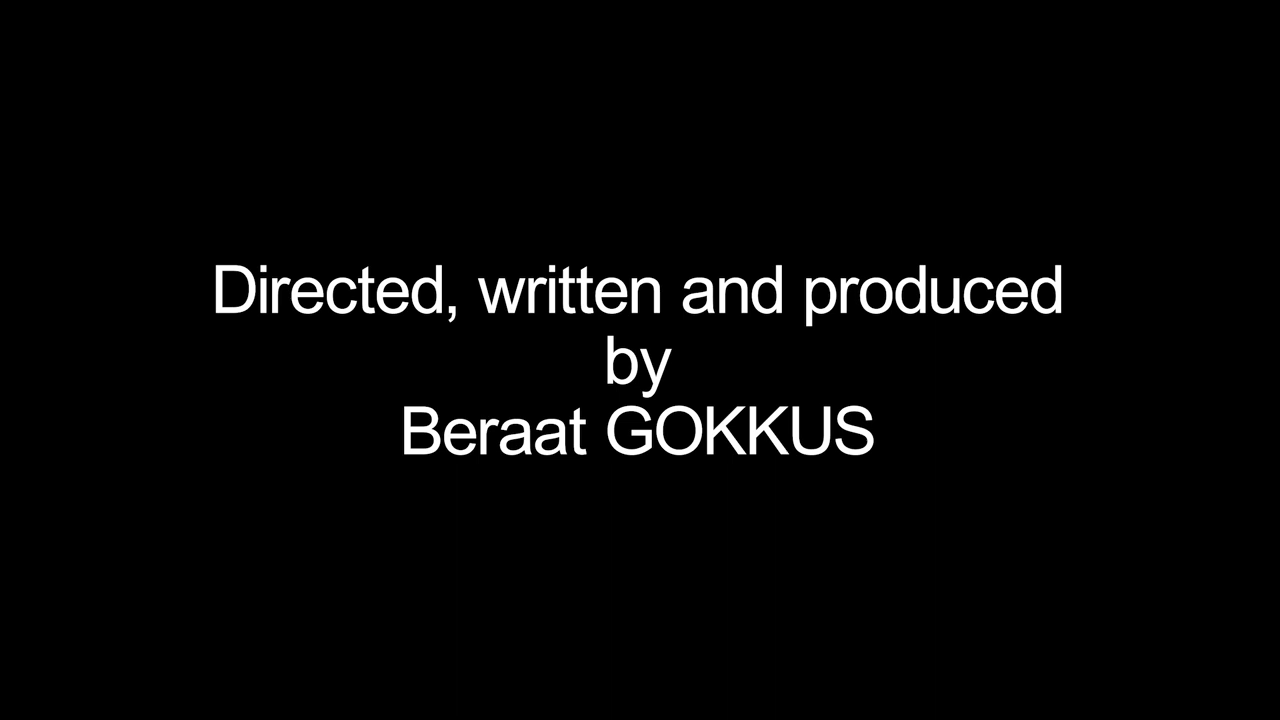 Directed, written and produced
by
Beraat GOKKUS